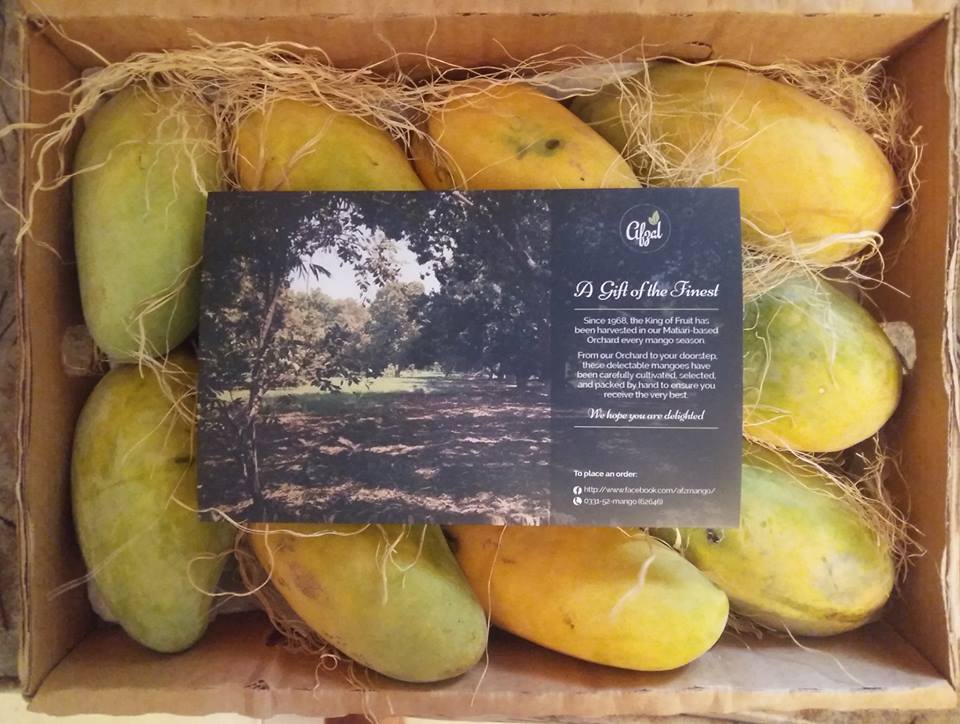 afzal
A Gift of the Finest
Since 1968, the King of Fruit has
been harvested in our Matiari-based
Orchard every mango season.
From our Orchard to your doorstep,
these delectable mangoes have
been carefully cultivated, selected,
and packed by hand to ensure you
receive the very best.
We hope you are delighted
To place an order:
http://www.facebook.com/afzmango/
0331-52-mango (62646)